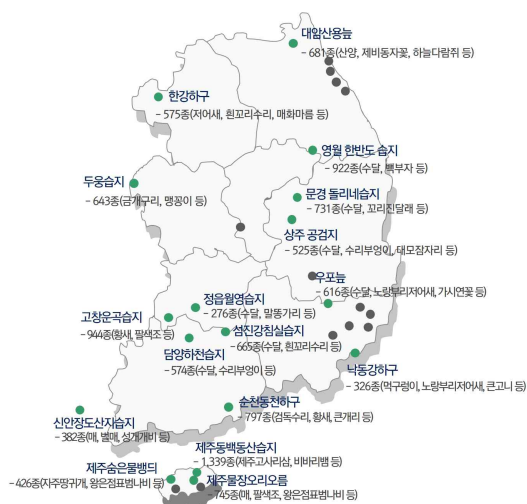 대암산용늪
- 681종(산양, 제비동자꽃, 하늘다람쥐 등)
한강하구
- 575종(저어새, 흰꼬리수리, 매화마름 등)
영월 한반도 습지
- 922종(수달, 백부자 등)
두웅습지
- 643종(금개구리, 맹꽁이 등)
문경 돌리네습지
- 731종(수달, 꼬리진달래 등)
상주 공검지
- 525종(수달, 수리부엉이, 대모잠자리 등)
우포늪
- 616종(수달, 노랑부리저어새, 가시연꽃 등)
정읍월영습지
- 276종(수달, 말똥가리 등)
고창운곡습지
- 944종(황새, 팔색조 등)
섬진강침실습지
- 665종(수달, 흰꼬리수리 등)
담양하천습지
- 574종(수달, 수리부엉이 등)
낙동강하구
- 326종(먹구렁이, 노랑부리저어새, 큰고니 등)
순천동천하구
- 797종(검독수리, 황새, 큰개리 등)
신안장도산지습지
- 382종(매, 벌매, 섬개개비 등)
제주동백동산습지
- 1,339종(제주고사리삼, 비바리뱀 등)
제주숨은물뱅듸
- 426종(자주땅귀개, 왕은점표범나비 등)
제주물장오리오름
- 745종(매, 팔색조, 왕은점표범나비 등)